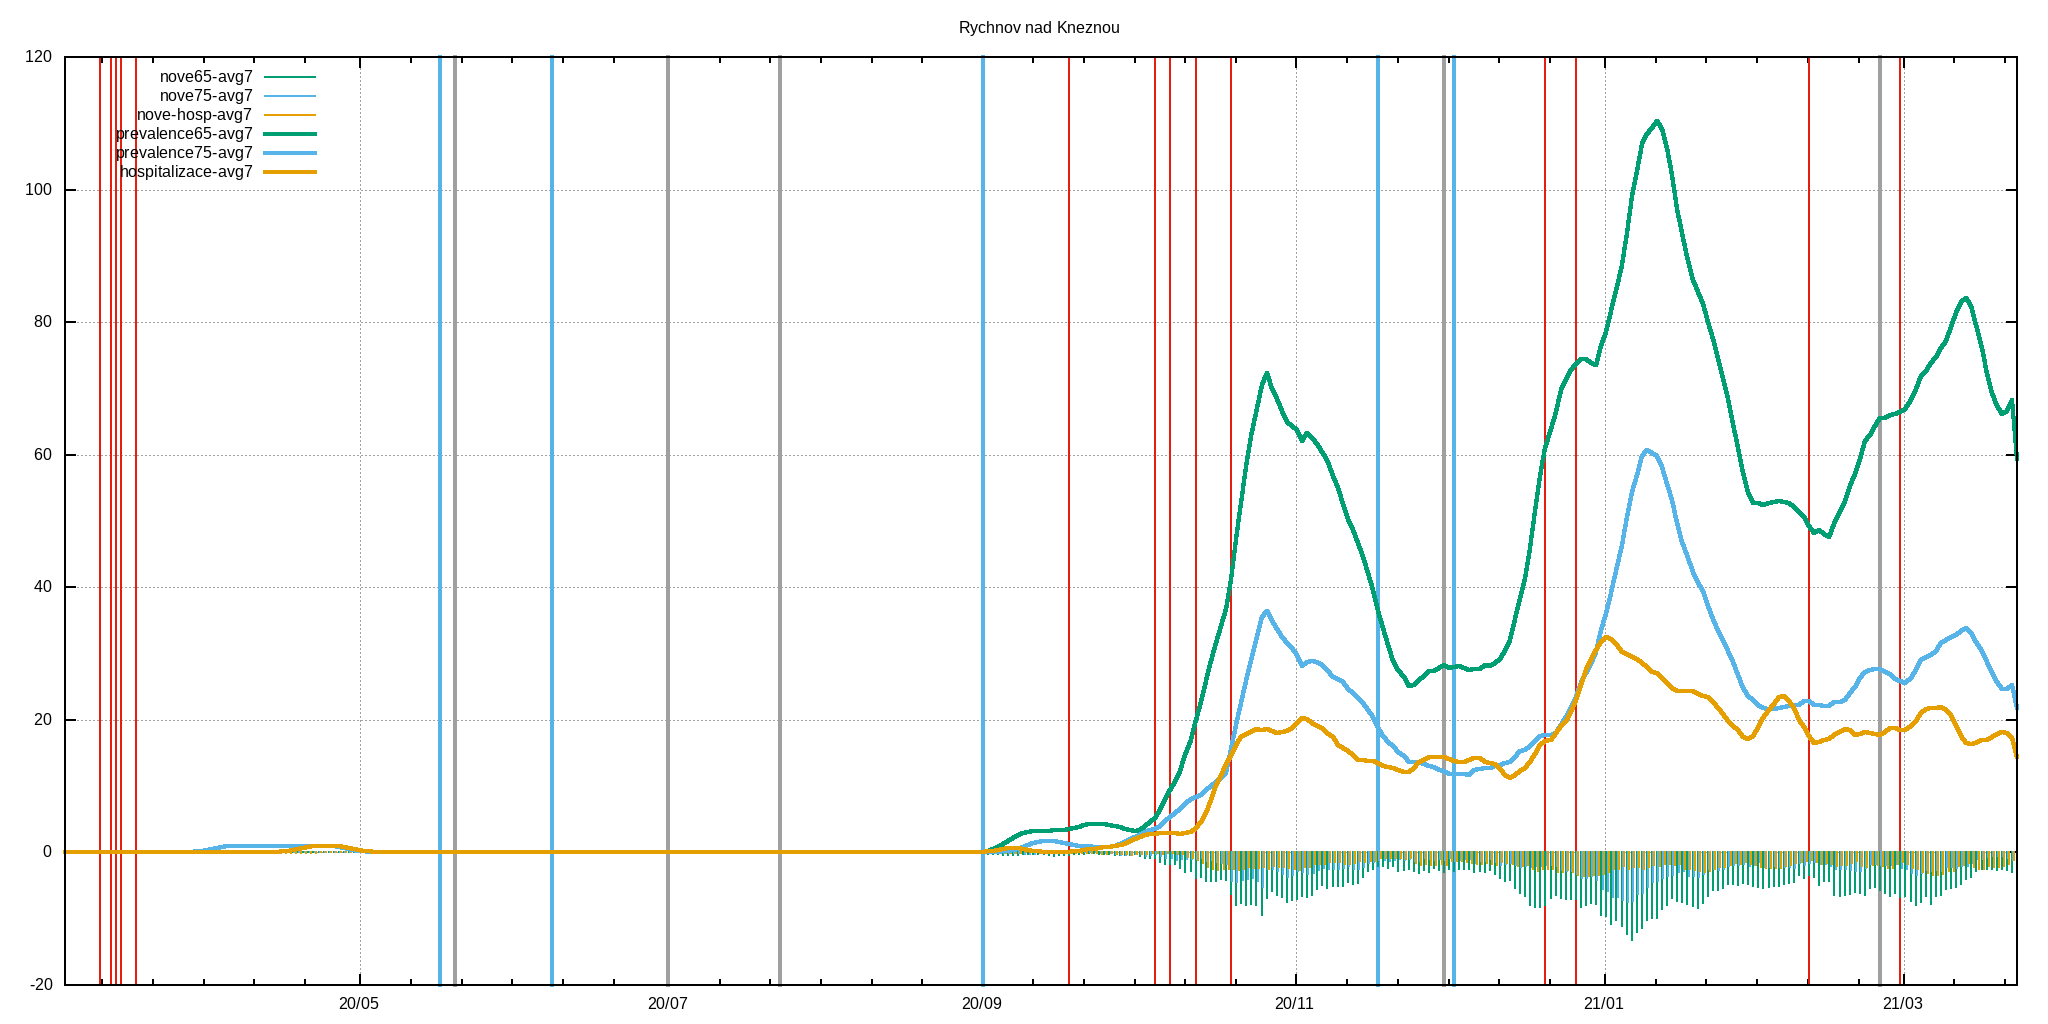 Rychnov nad Kneznou
120
100
80
60
40
20
0
-20
nove65-avg7
nove75-avg7
nove-hosp-avg7
prevalence65-avg7
prevalence75-avg7
hospitalizace-avg7
20/05 20/07 20/09 20/11 21/01 21/03